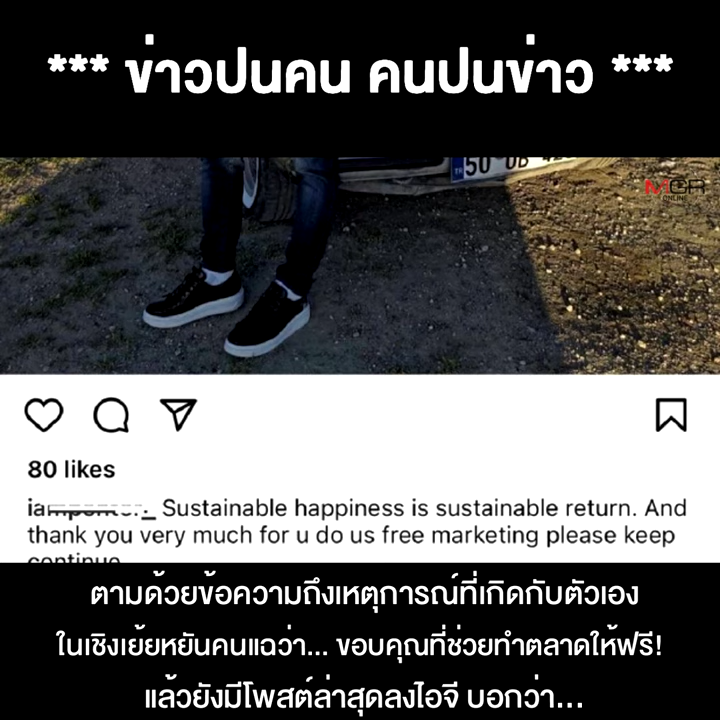 *** ข่าวปนคน คนปนข่าว ***
50
MGR
ONLINE
80 likes
Sustainable happiness is sustainable return. And
thank you very much for u do us free marketing please keep
continue
ตามด้วยข้อความถึงเหตุการณ์ที่เกิดกับตัวเอง
ในเชิงเย้ยหยันคนแฉว่า... ขอบคุณที่ช่วยทำตลาดให้ฟรี!
แล้วยังมีโพสต์ล่าสุดลงไอจี บอกว่า...